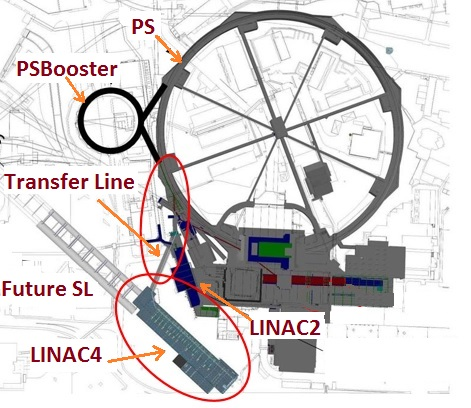 PS
PSBooster
Transfer Line
Future SL
LINAC2
LINAC4